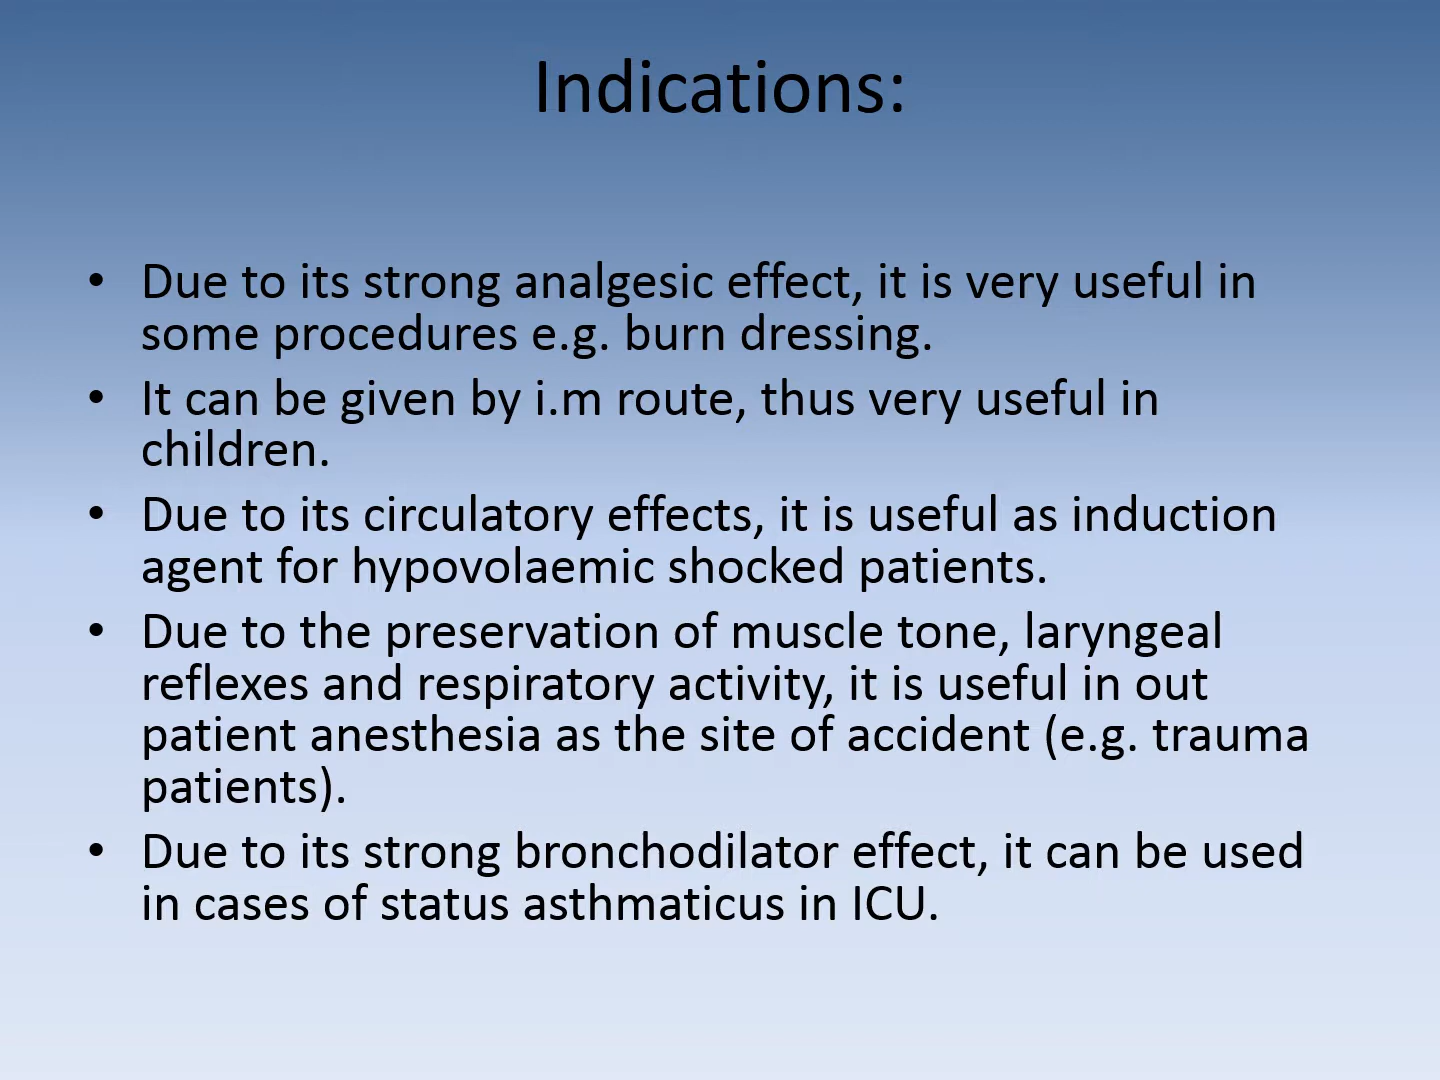 Indications:
• Due to its strong analgesic effect, it is very useful in
some procedures e.g. burn dressing.
• It can be given by i.m route, thus very useful in
children.
• Due to its circulatory effects, it is useful as induction
agent for hypovolaemic shocked patients.
• Due to the preservation of muscle tone, laryngeal
reflexes and respiratory activity, it is useful in out
patient anesthesia as the site of accident (e.g. trauma
patients).
• Due to its strong bronchodilator effect, it can be used
in cases of status asthmaticus in ICU.